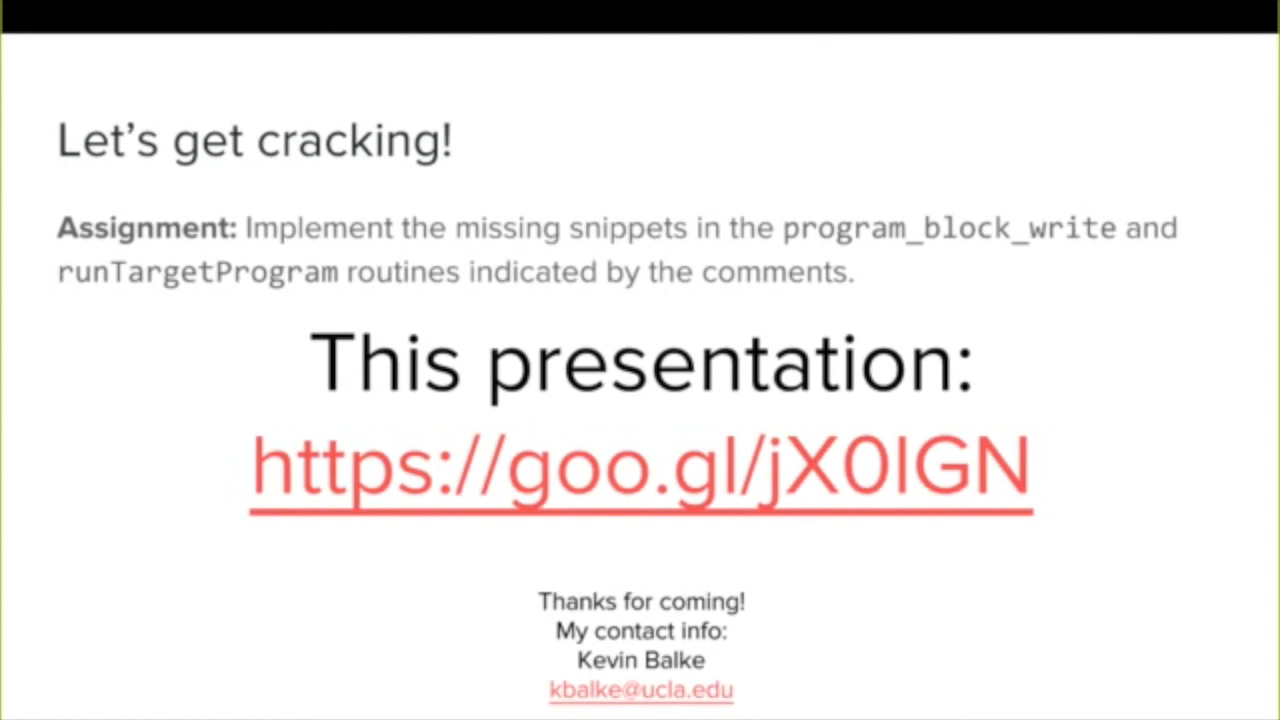 Let's get cracking!
Assignment: Implement the missing snippets in the program_block_write and
runTargetProgram routines indicated by the comments.
This presentation:
https://goo.gl/jX0IGN
Thanks for coming!
My contact info:
Kevin Balke
kbalke@ucla.edu